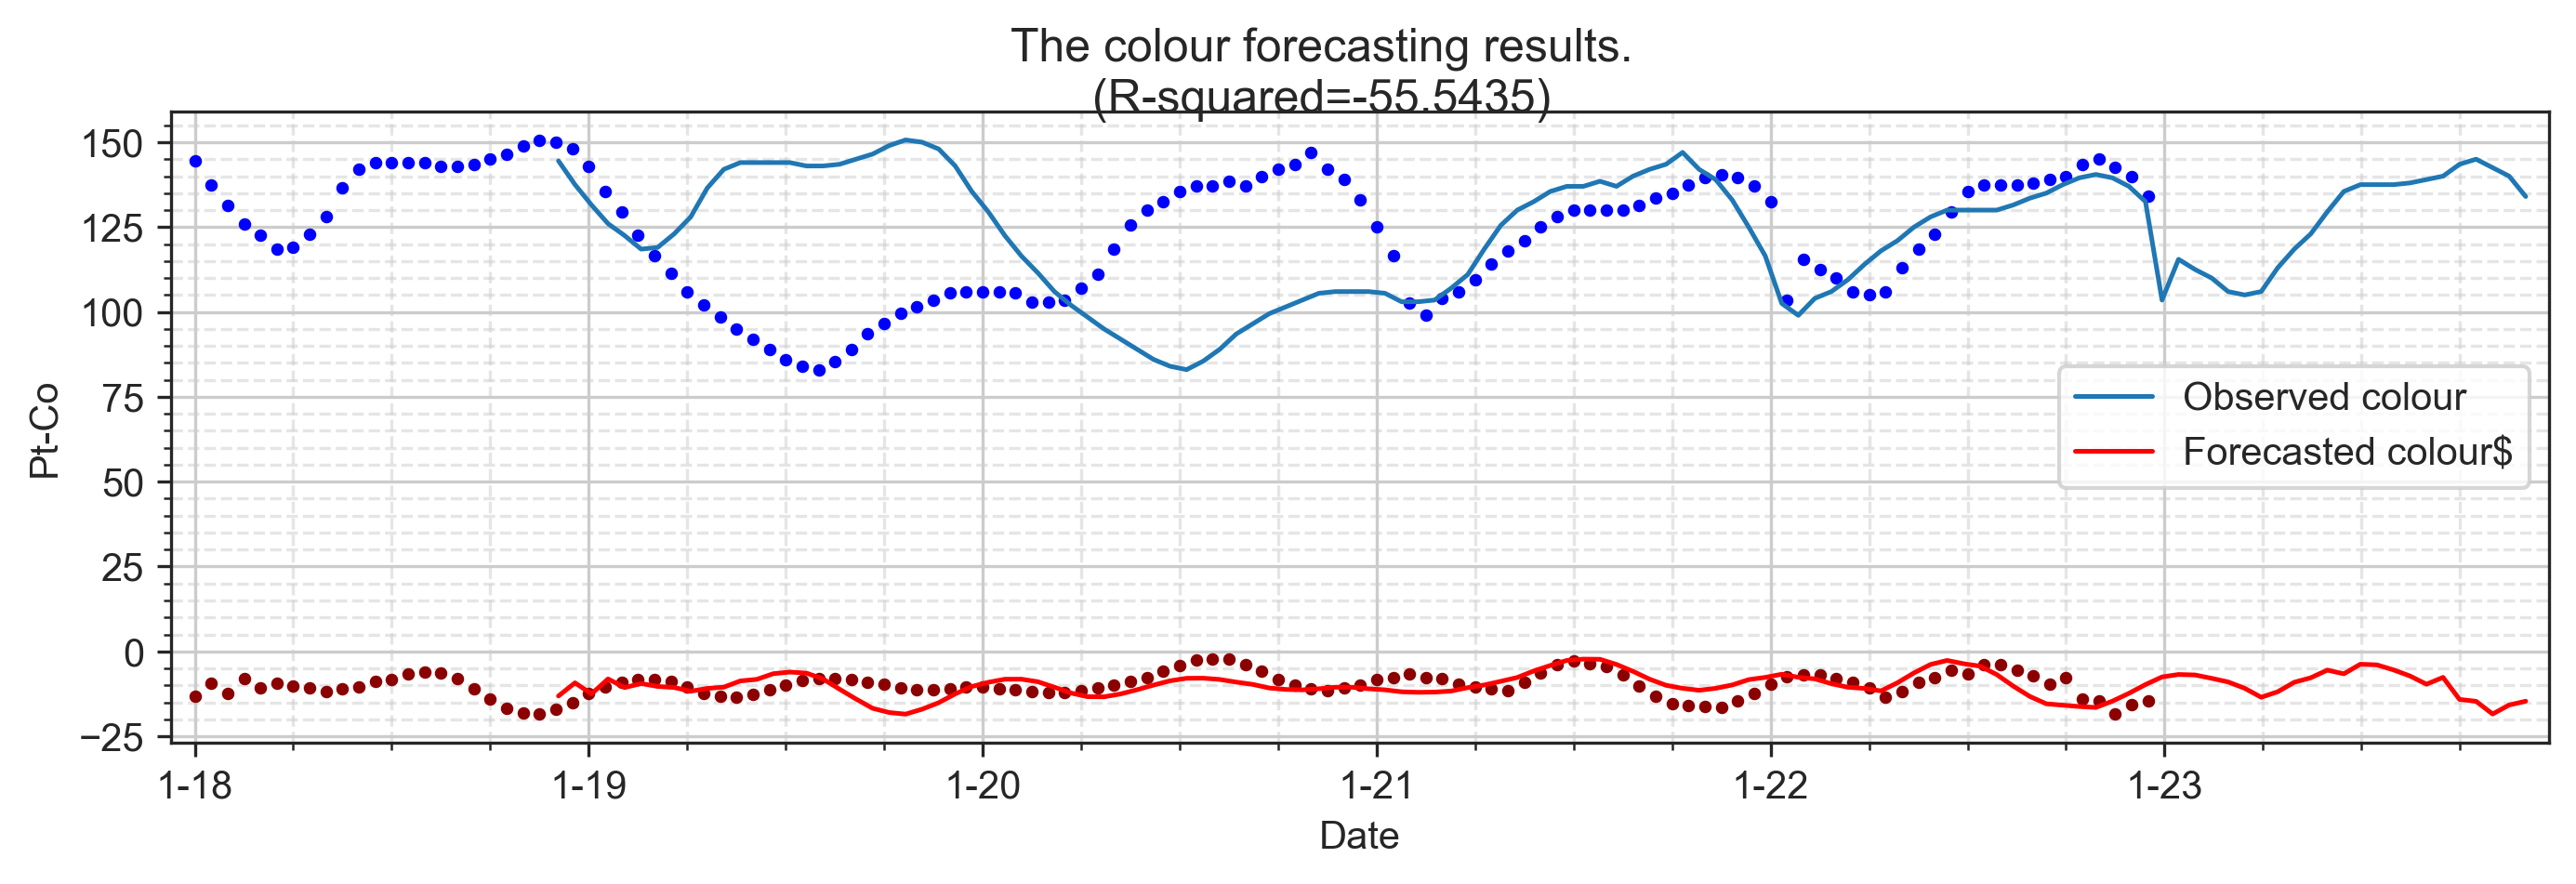 The colour forecasting results.
(R-squared=-55.5435)
150
125
100
75
50
25
0
−25
Pt-Co
Observed colour
Forecasted colour$
1-18 1-19 1-20 1-21 1-22 1-23
Date